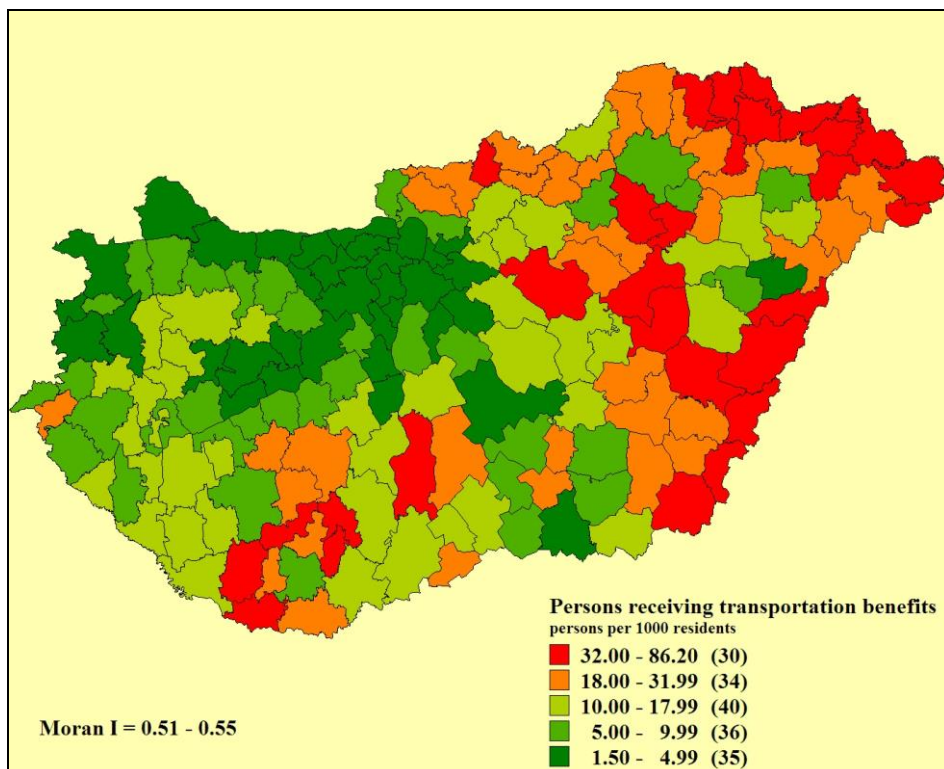 Persons receiving transportation benefits
persons per 1000 residents
32.00 - 86.20 (30)
18.00 - 31.99 (34)
10.00 - 17.99 (40)
5.00 - 9.99 (36)
1.50 - 4.99 (35)
Moran I = 0.51 - 0.55